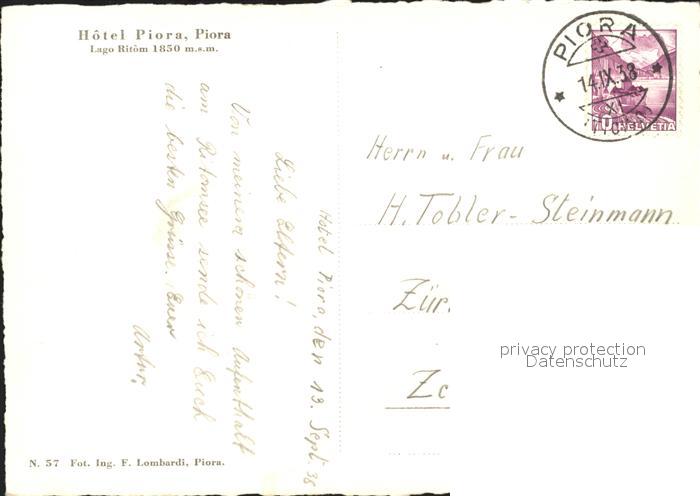 Hôtel Piora, Piora
Lago Ritòm 1850 m.s.m.
Hotel Piora, den 13. Sept. 38
Liebe Eltern!
Von meinem schönen Aufenthalt
am Ritomsee sende ich Euch
die besten Grüsse. Euer
Artur.
N. 57 Fot. Ing. F. Lombardi, Piora.
PIORA
14.IX.38
HELVETIA
Herrn u. Frau
H. Tobler-Steinmann
Zür.
Zc
privacy protection
Datenschutz